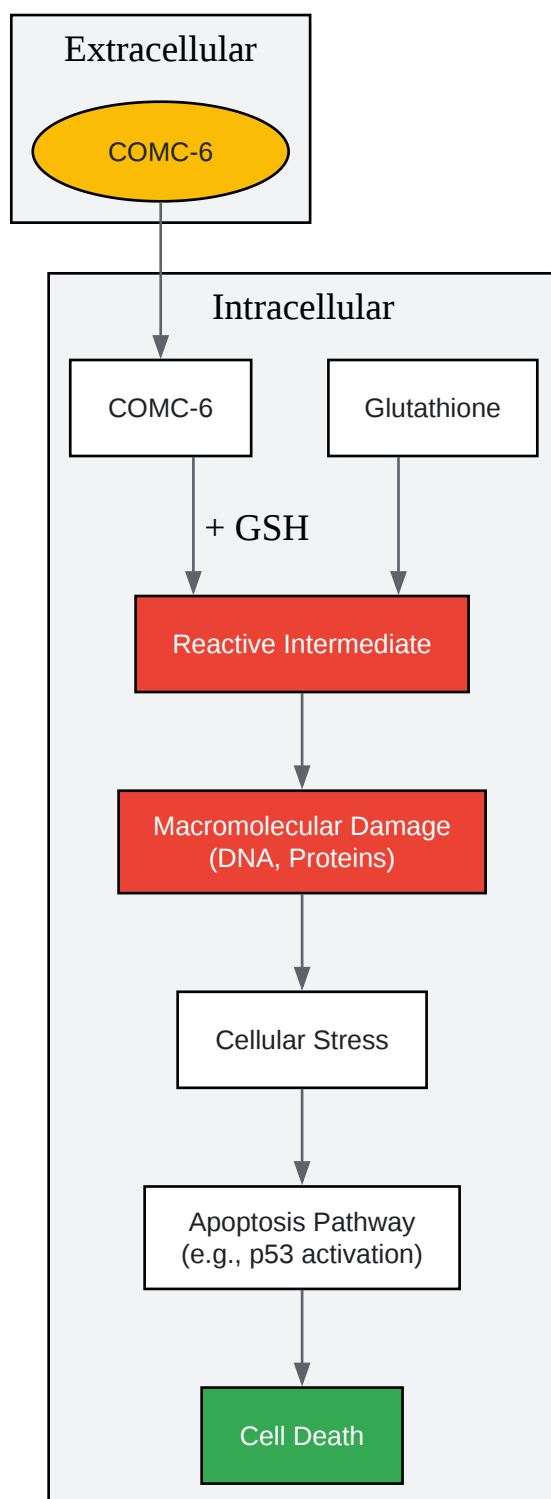 Extracellular
COMC-6
Intracellular
COMC-6
Glutathione
+ GSH
Reactive Intermediate
Macromolecular Damage
(DNA, Proteins)
Cellular Stress
Apoptosis Pathway
(e.g., p53 activation)
Cell Death